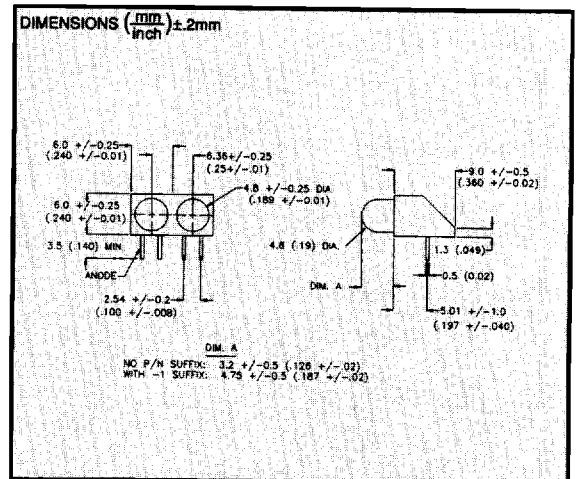 DIMENSIONS (mm/inch)±.2mm
6.0 +/-0.25
(.240 +/-0.01)
6.36+/-0.25
(.25+/-.01)
9.0 +/-0.5
(.360 +/-0.02)
4.8 +/-0.25 DIA
(.189 +/-0.01)
6.0 +/-0.25
(.240 +/-0.01)
3.5 (.140) MIN.
ANODE
4.8 (.19) DIA.
1.3 (.049)
0.5 (0.02)
DIM. A
2.54 +/-0.2
(.100 +/-.008)
5.01 +/-1.0
(.197 +/-.040)
DIM. A
NO P/N SUFFIX: 3.2 +/-0.5 (.126 +/-.02)
WITH -1 SUFFIX: 4.75 +/-0.5 (.187 +/-.02)